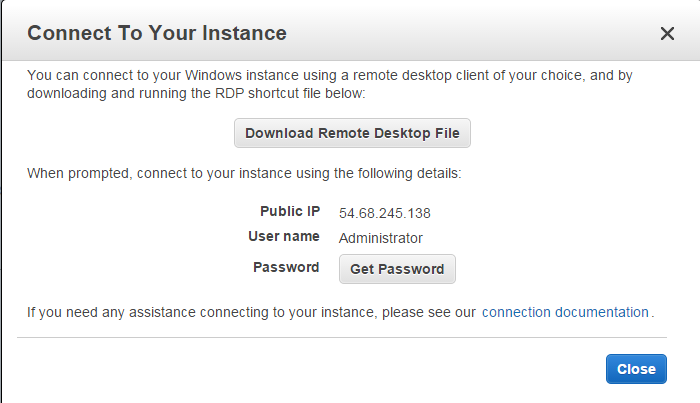 Connect To Your Instance
You can connect to your Windows instance using a remote desktop client of your choice, and by
downloading and running the RDP shortcut file below:
Download Remote Desktop File
When prompted, connect to your instance using the following details:
Public IP 54.68.245.138
User name Administrator
Password Get Password
If you need any assistance connecting to your instance, please see our connection documentation.
Close